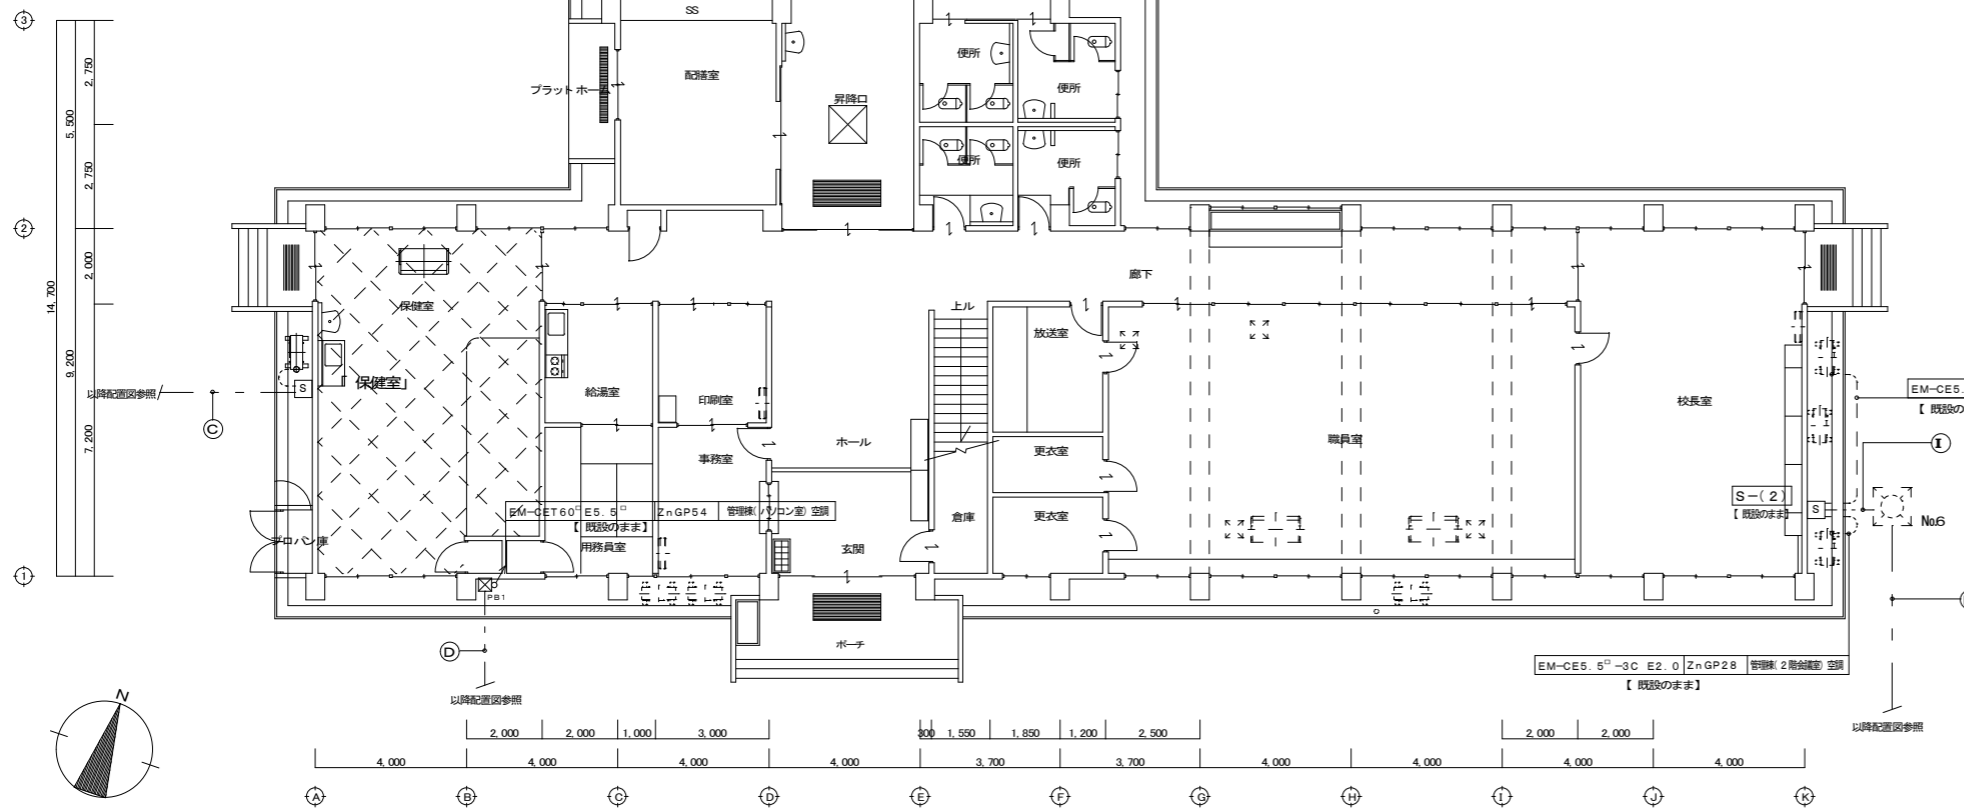 ③
SS
2,750
配膳室
便所
プラットホーム
便所
昇降口
5,500
2,750
便所
便所
②
2,000
廊下
14,700
保健室
上ル
放送室
9,200
保健室」
以降配置図参照
S
給湯室
印刷室
校長室
EM-CE5.
【 既設の
Ⓒ
7,200
ホール
職員室
Ⓘ
事務室
更衣室
S-(2)
【 既設のまま】
S
No.6
EM-CET60□ E5.5□ ZnGP54 管理棟(パソコン室)空調
【 既設のまま】
倉庫
更衣室
プロパン庫
用務員室
玄関
①
PB1
ポーチ
Ⓓ
EM-CE5.5□-3C E2.0 ZnGP28 管理棟(2階会議室)空調
【 既設のまま】
N
以降配置図参照
以降配置図参照
2,000 2,000 1,000 3,000 300 1,550 1,850 1,200 2,500 2,000 2,000
4,000 4,000 4,000 4,000 3,700 3,700 4,000 4,000 4,000 4,000
Ⓐ Ⓑ Ⓒ Ⓓ Ⓔ Ⓕ Ⓖ Ⓗ Ⓘ Ⓙ Ⓚ